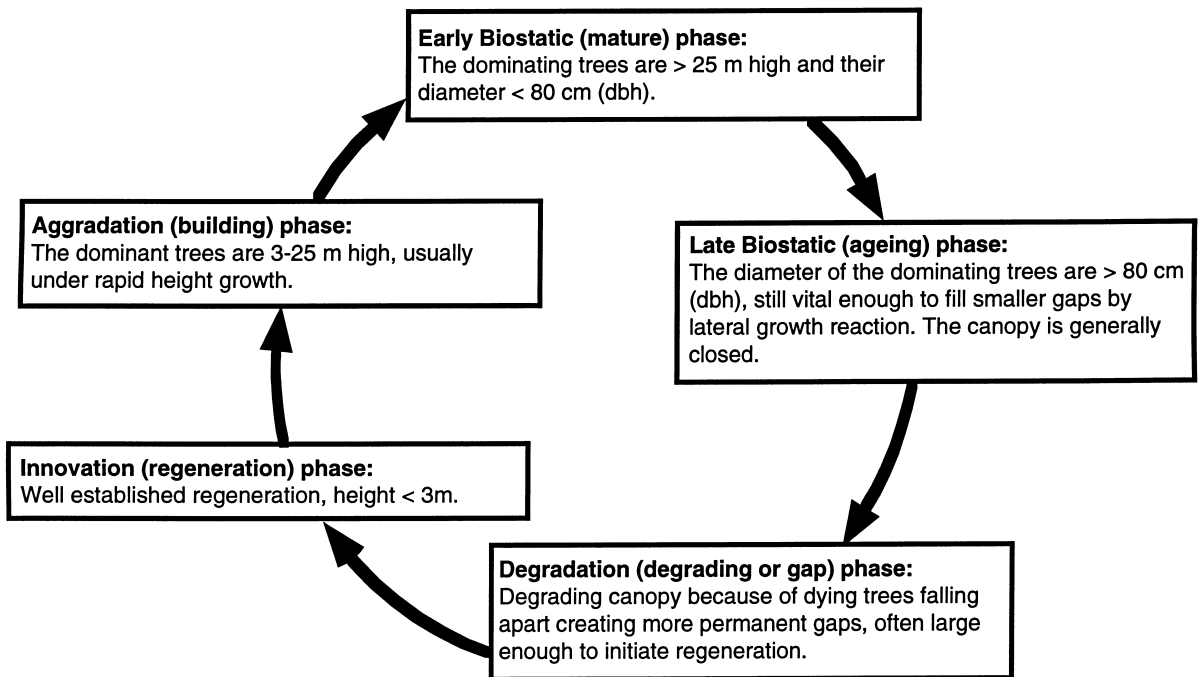 Early Biostatic (mature) phase:
The dominating trees are > 25 m high and their
diameter < 80 cm (dbh).
Aggradation (building) phase:
The dominant trees are 3-25 m high, usually
under rapid height growth.
Late Biostatic (ageing) phase:
The diameter of the dominating trees are > 80 cm
(dbh), still vital enough to fill smaller gaps by
lateral growth reaction. The canopy is generally
closed.
Innovation (regeneration) phase:
Well established regeneration, height < 3m.
Degradation (degrading or gap) phase:
Degrading canopy because of dying trees falling
apart creating more permanent gaps, often large
enough to initiate regeneration.